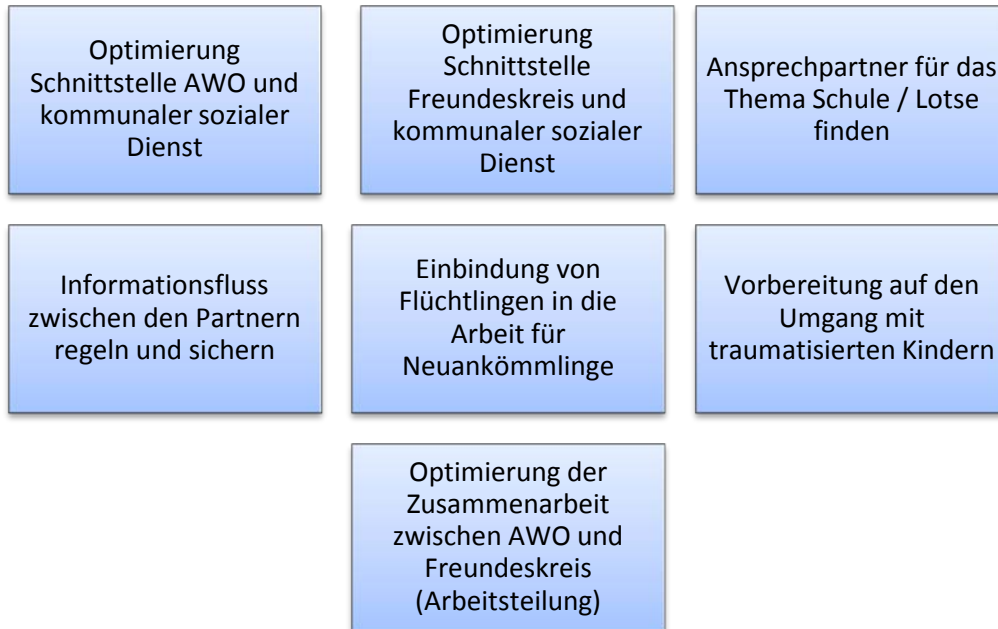 Optimierung
Schnittstelle AWO und
kommunaler sozialer
Dienst
Optimierung
Schnittstelle
Freundeskreis und
kommunaler sozialer
Dienst
Ansprechpartner für das
Thema Schule / Lotse
finden
Informationsfluss
zwischen den Partnern
regeln und sichern
Einbindung von
Flüchtlingen in die
Arbeit für
Neuankömmlinge
Vorbereitung auf den
Umgang mit
traumatisierten Kindern
Optimierung der
Zusammenarbeit
zwischen AWO und
Freundeskreis
(Arbeitsteilung)